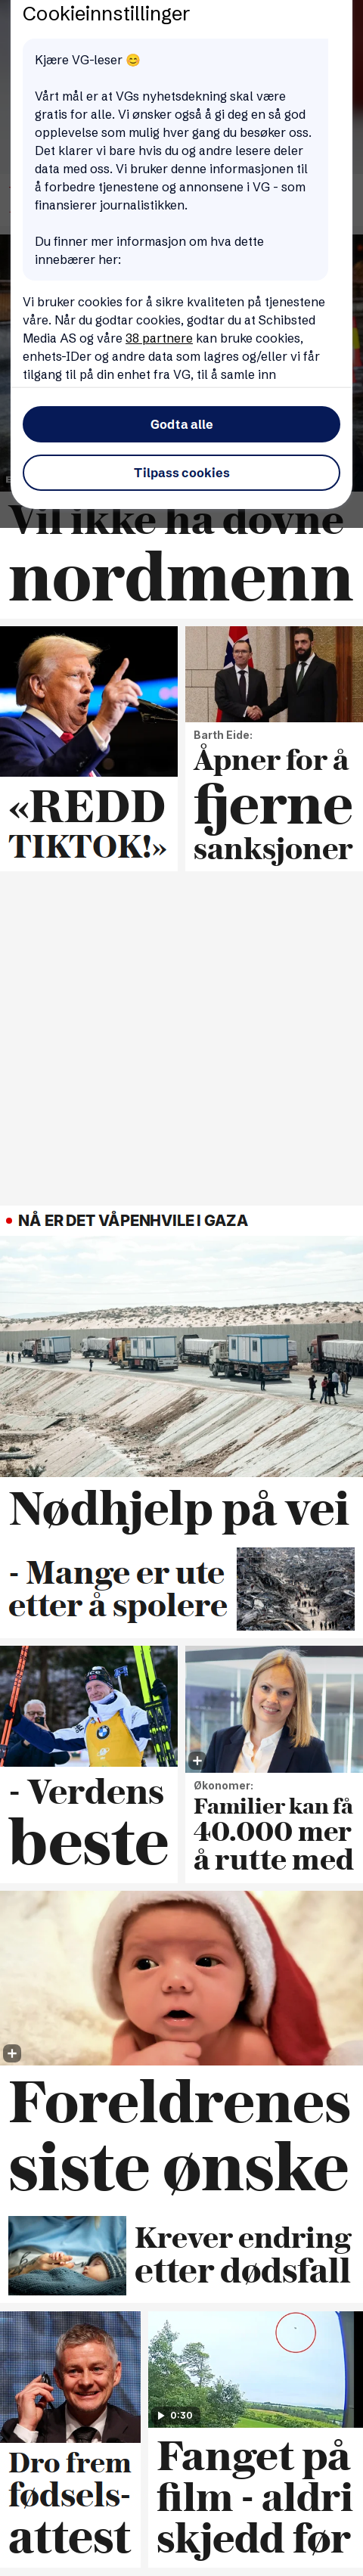 Cookieinnstillinger
Kjære VG-leser 😊
Vårt mål er at VGs nyhetsdekning skal være
gratis for alle. Vi ønsker også å gi deg en så god
opplevelse som mulig hver gang du besøker oss.
Det klarer vi bare hvis du og andre lesere deler
data med oss. Vi bruker denne informasjonen til
å forbedre tjenestene og annonsene i VG - som
finansierer journalistikken.
Du finner mer informasjon om hva dette
innebærer her:
Vi bruker cookies for å sikre kvaliteten på tjenestene
våre. Når du godtar cookies, godtar du at Schibsted
Media AS og våre 38 partnere kan bruke cookies,
enhets-IDer og andre data som lagres og/eller vi får
tilgang til på din enhet fra VG, til å samle inn
Godta alle
Tilpass cookies
Vil ikke ha dovne
nordmenn
«REDD
TIKTOK!»
Barth Eide:
Åpner for å
fjerne
sanksjoner
NÅ ER DET VÅPENHVILE I GAZA
Nødhjelp på vei
- Mange er ute
etter å spolere
- Verdens
beste
Økonomer:
Familier kan få
40.000 mer
å rutte med
Foreldrenes
siste ønske
Krever endring
etter dødsfall
Dro frem
fødsels-
attest
0:30
Fanget på
film - aldri
skjedd før